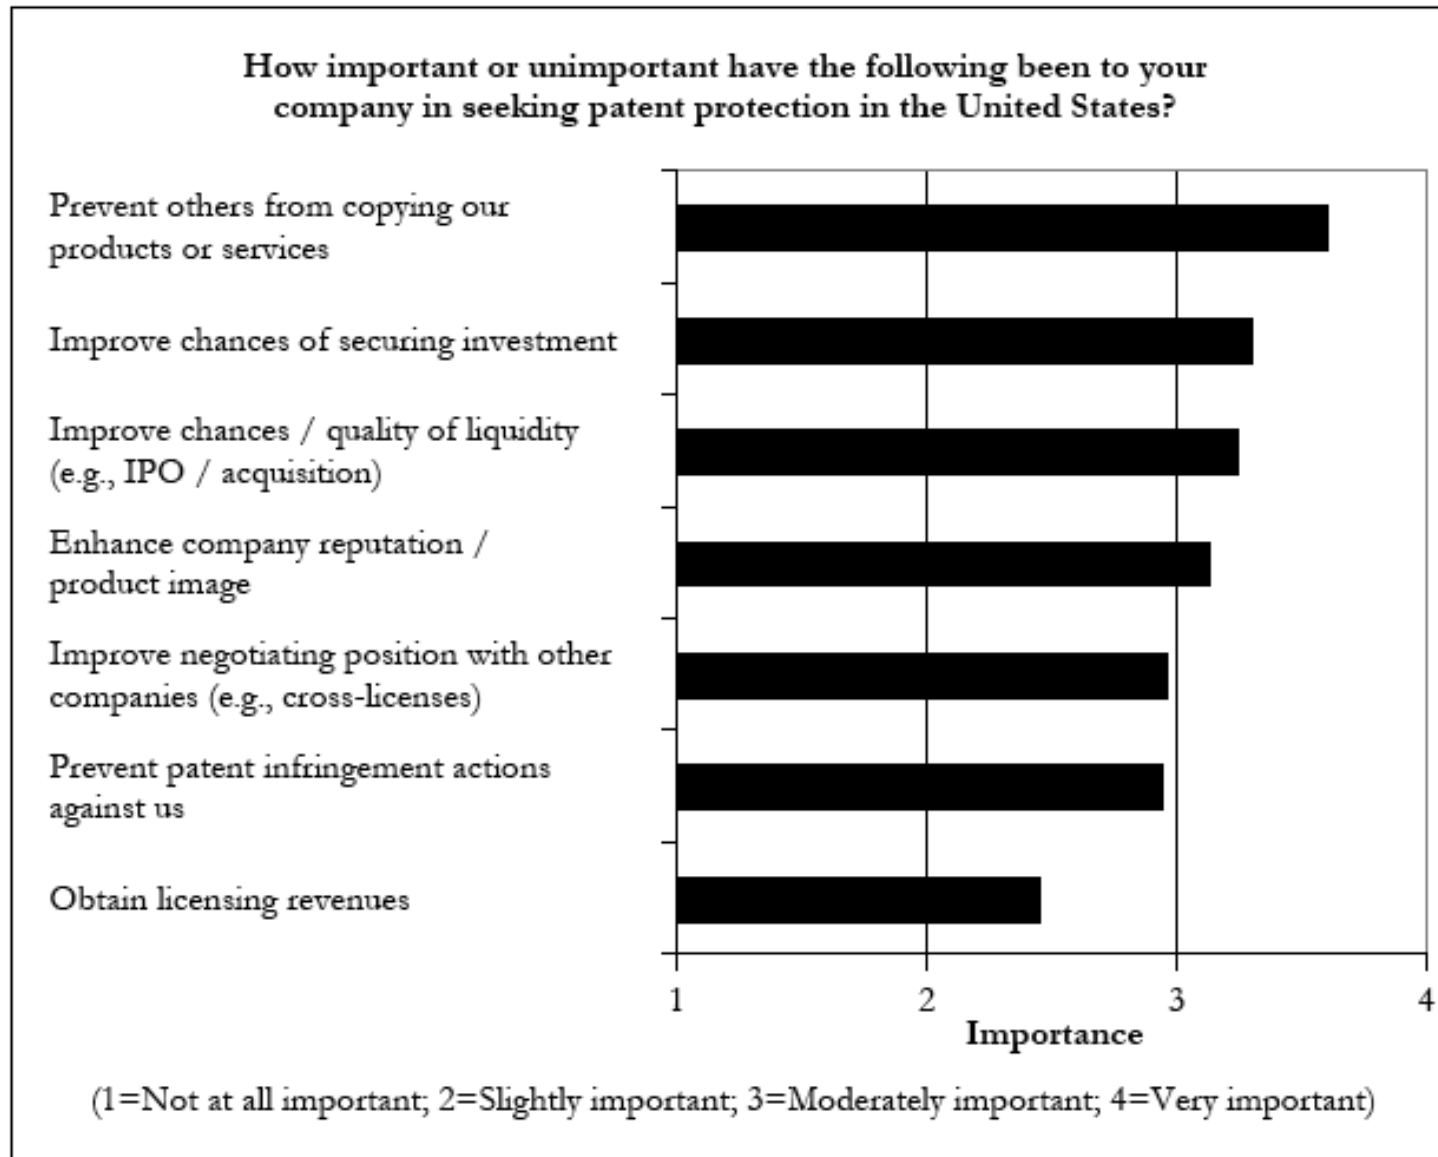 How important or unimportant have the following been to your
company in seeking patent protection in the United States?
Prevent others from copying our
products or services
Improve chances of securing investment
Improve chances / quality of liquidity
(e.g., IPO / acquisition)
Enhance company reputation /
product image
Improve negotiating position with other
companies (e.g., cross-licenses)
Prevent patent infringement actions
against us
Obtain licensing revenues
1 2 3 4
Importance
(1=Not at all important; 2=Slightly important; 3=Moderately important; 4=Very important)